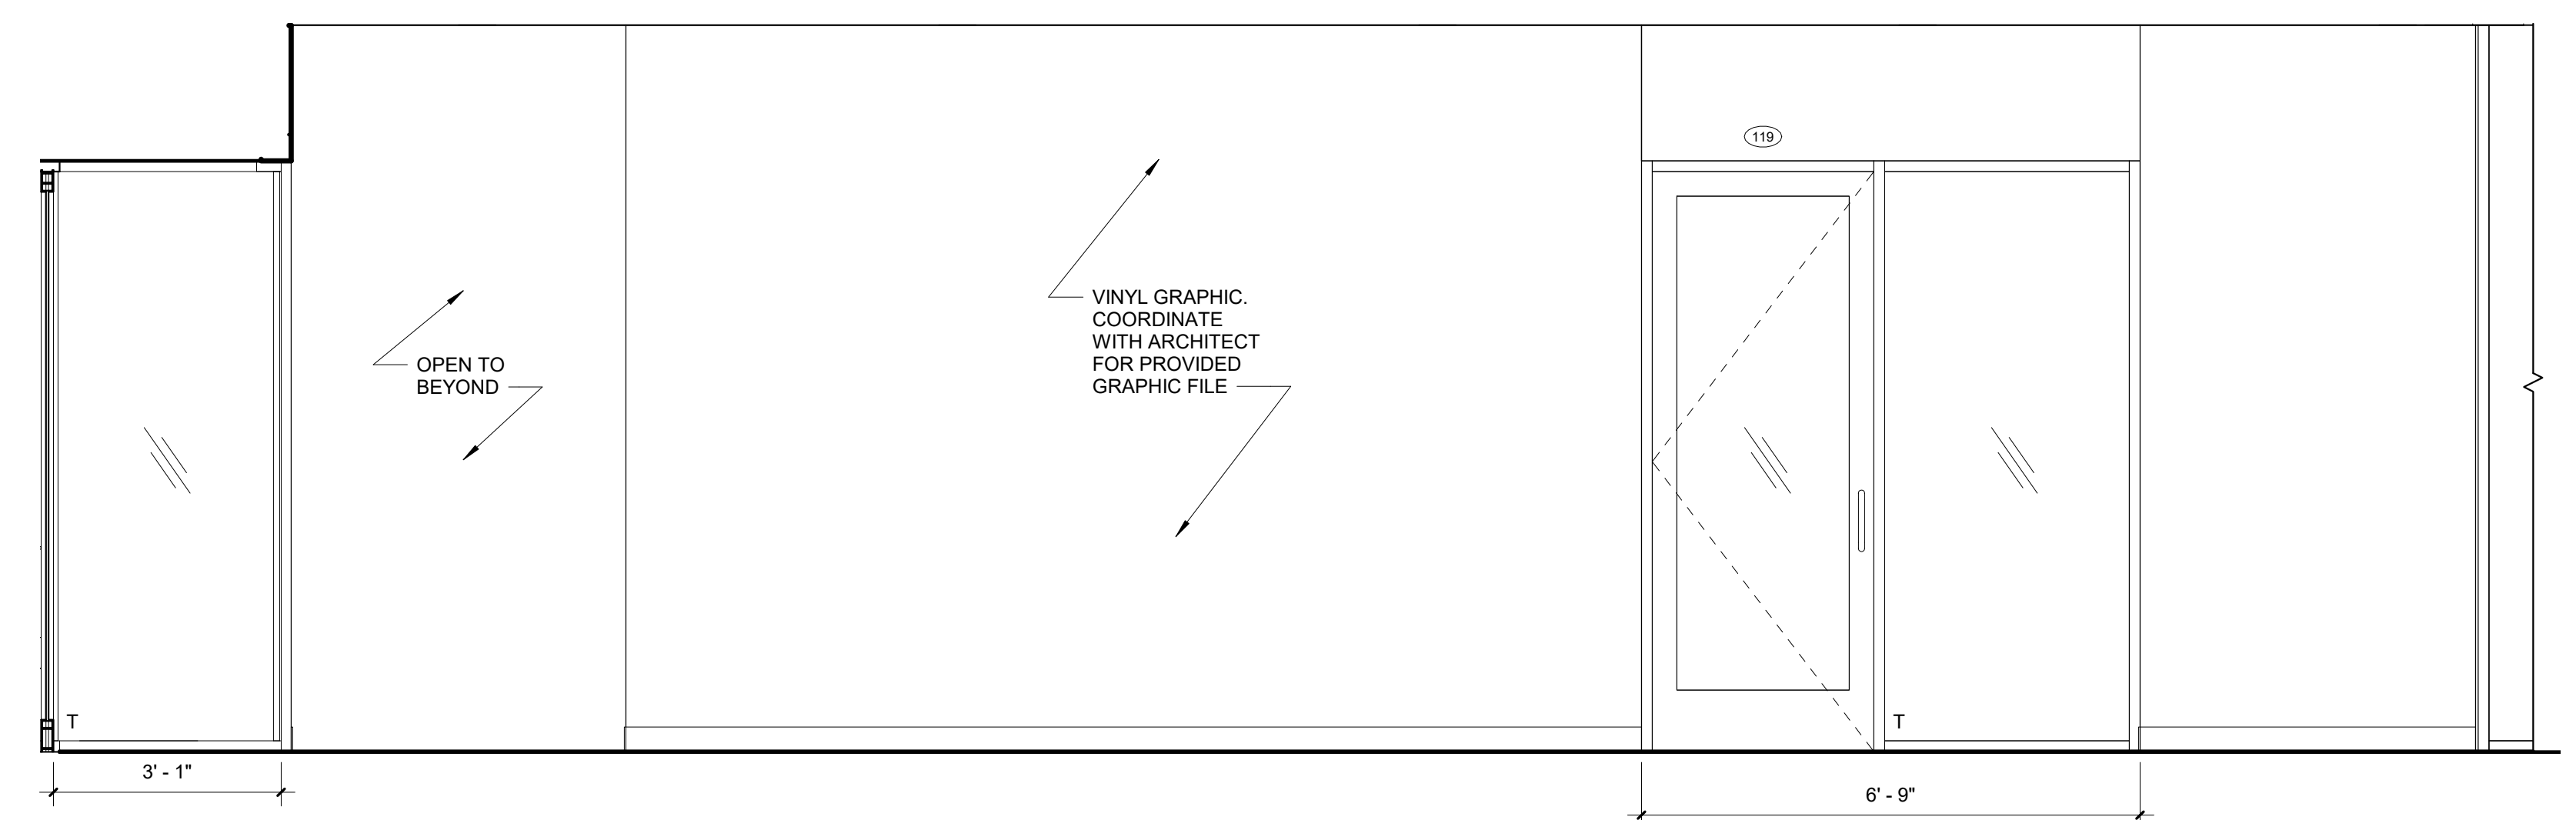 119
VINYL GRAPHIC.
COORDINATE
WITH ARCHITECT
FOR PROVIDED
GRAPHIC FILE
OPEN TO
BEYOND
T
T
3' - 1"
6' - 9"